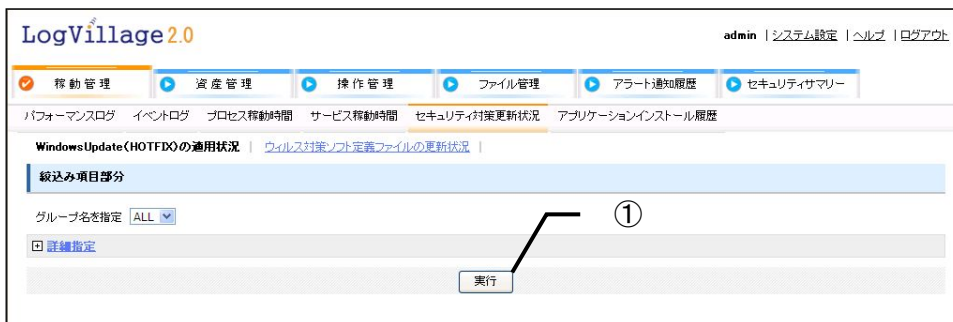 LogVillage 2.0
admin | システム設定 | ヘルプ | ログアウト
稼動管理 資産管理 操作管理 ファイル管理 アラート通知履歴 セキュリティサマリー
パフォーマンスログ イベントログ プロセス稼動時間 サービス稼動時間 セキュリティ対策更新状況 アプリケーションインストール履歴
WindowsUpdate(HOTFIX)の適用状況 | ウィルス対策ソフト定義ファイルの更新状況 |
絞込み項目部分
グループ名を指定 ALL
①
詳細指定
実行